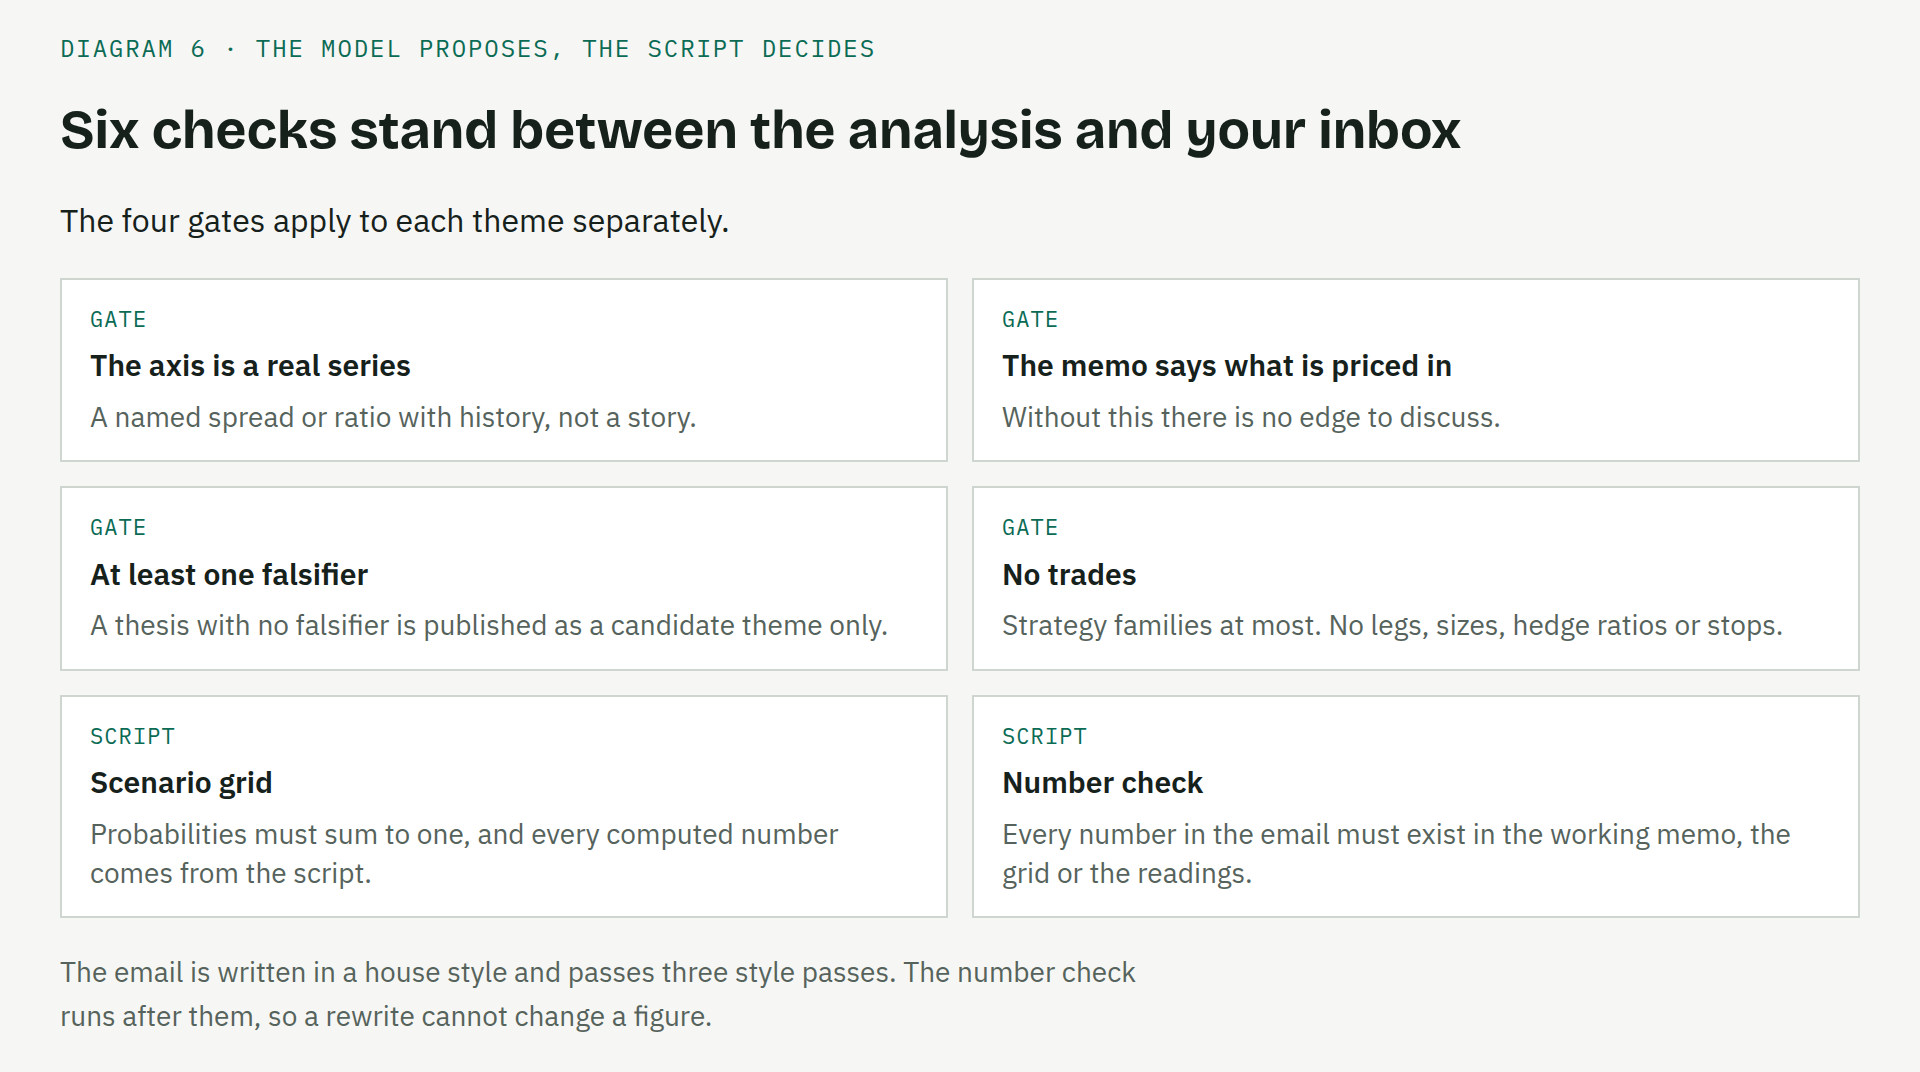 DIAGRAM 6 · THE MODEL PROPOSES, THE SCRIPT DECIDES
Six checks stand between the analysis and your inbox
The four gates apply to each theme separately.
GATE
The axis is a real series
A named spread or ratio with history, not a story.
GATE
The memo says what is priced in
Without this there is no edge to discuss.
GATE
At least one falsifier
A thesis with no falsifier is published as a candidate theme only.
GATE
No trades
Strategy families at most. No legs, sizes, hedge ratios or stops.
SCRIPT
Scenario grid
Probabilities must sum to one, and every computed number
comes from the script.
SCRIPT
Number check
Every number in the email must exist in the working memo, the
grid or the readings.
The email is written in a house style and passes three style passes. The number check
runs after them, so a rewrite cannot change a figure.